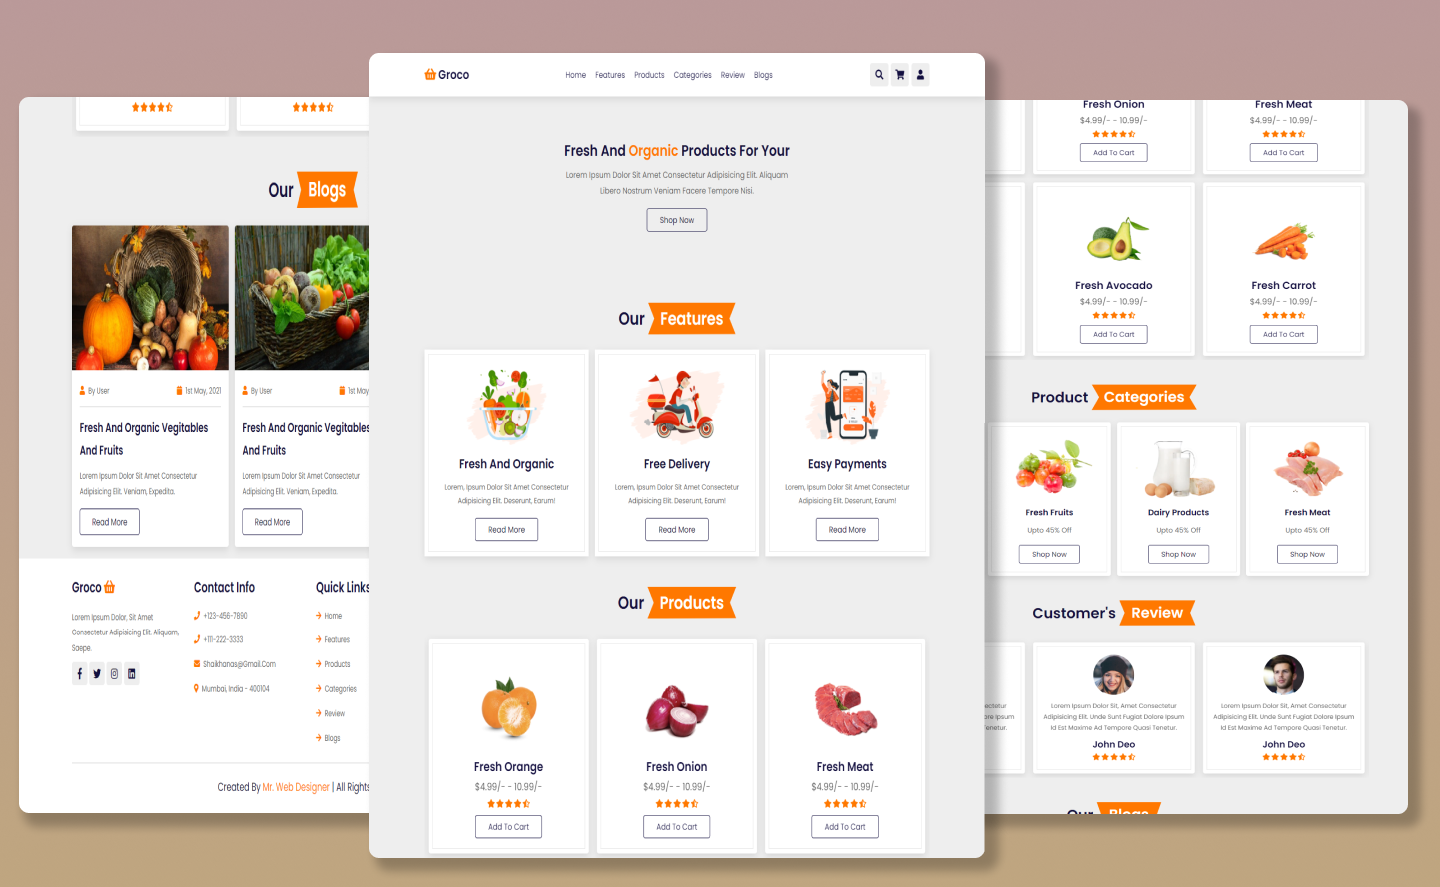 Our Blogs
By User
1st May, 2021
Fresh And Organic Vegitables
And Fruits
Lorem Ipsum Dolor Sit Amet Consectetur
Adipisicing Elit. Veniam, Expedita.
Read More
By User
1st May
Fresh And Organic Vegitables
And Fruits
Lorem Ipsum Dolor Sit Amet Consectetur
Adipisicing Elit. Veniam, Expedita.
Read More
Groco
Lorem Ipsum Dolor, Sit Amet
Consectetur Adipisicing Elit. Aliquam,
Saepe.
Contact Info
+123-456-7890
+111-222-3333
Shaikhanas@Gmail.Com
Mumbai, India - 400104
Quick Links
Home
Features
Products
Categories
Review
Blogs
Created By Mr. Web Designer | All Rights
Groco
Home Features Products Categories Review Blogs
Fresh And Organic Products For Your
Lorem Ipsum Dolor Sit Amet Consectetur Adipisicing Elit. Aliquam
Libero Nostrum Veniam Facere Tempore Nisi.
Shop Now
Our Features
Fresh And Organic
Lorem, Ipsum Dolor Sit Amet Consectetur
Adipisicing Elit. Deserunt, Earum!
Read More
Free Delivery
Lorem, Ipsum Dolor Sit Amet Consectetur
Adipisicing Elit. Deserunt, Earum!
Read More
Easy Payments
Lorem, Ipsum Dolor Sit Amet Consectetur
Adipisicing Elit. Deserunt, Earum!
Read More
Our Products
Fresh Orange
$4.99/- - 10.99/-
Add To Cart
Fresh Onion
$4.99/- - 10.99/-
Add To Cart
Fresh Meat
$4.99/- - 10.99/-
Add To Cart
Fresh Onion
$4.99/- - 10.99/-
Add To Cart
Fresh Meat
$4.99/- - 10.99/-
Add To Cart
Fresh Avocado
$4.99/- - 10.99/-
Add To Cart
Fresh Carrot
$4.99/- - 10.99/-
Add To Cart
Product Categories
Fresh Fruits
Upto 45% Off
Shop Now
Dairy Products
Upto 45% Off
Shop Now
Fresh Meat
Upto 45% Off
Shop Now
Customer's Review
Ipsum
Tenetur.
Lorem Ipsum Dolor Sit, Amet Consectetur
Adipisicing Elit. Unde Sunt Fugiat Dolore Ipsum
Id Est Maxime Ad Tempore Quasi Tenetur.
John Deo
Lorem Ipsum Dolor Sit, Amet Consectetur
Adipisicing Elit. Unde Sunt Fugiat Dolore Ipsum
Id Est Maxime Ad Tempore Quasi Tenetur.
John Deo
Our Blogs